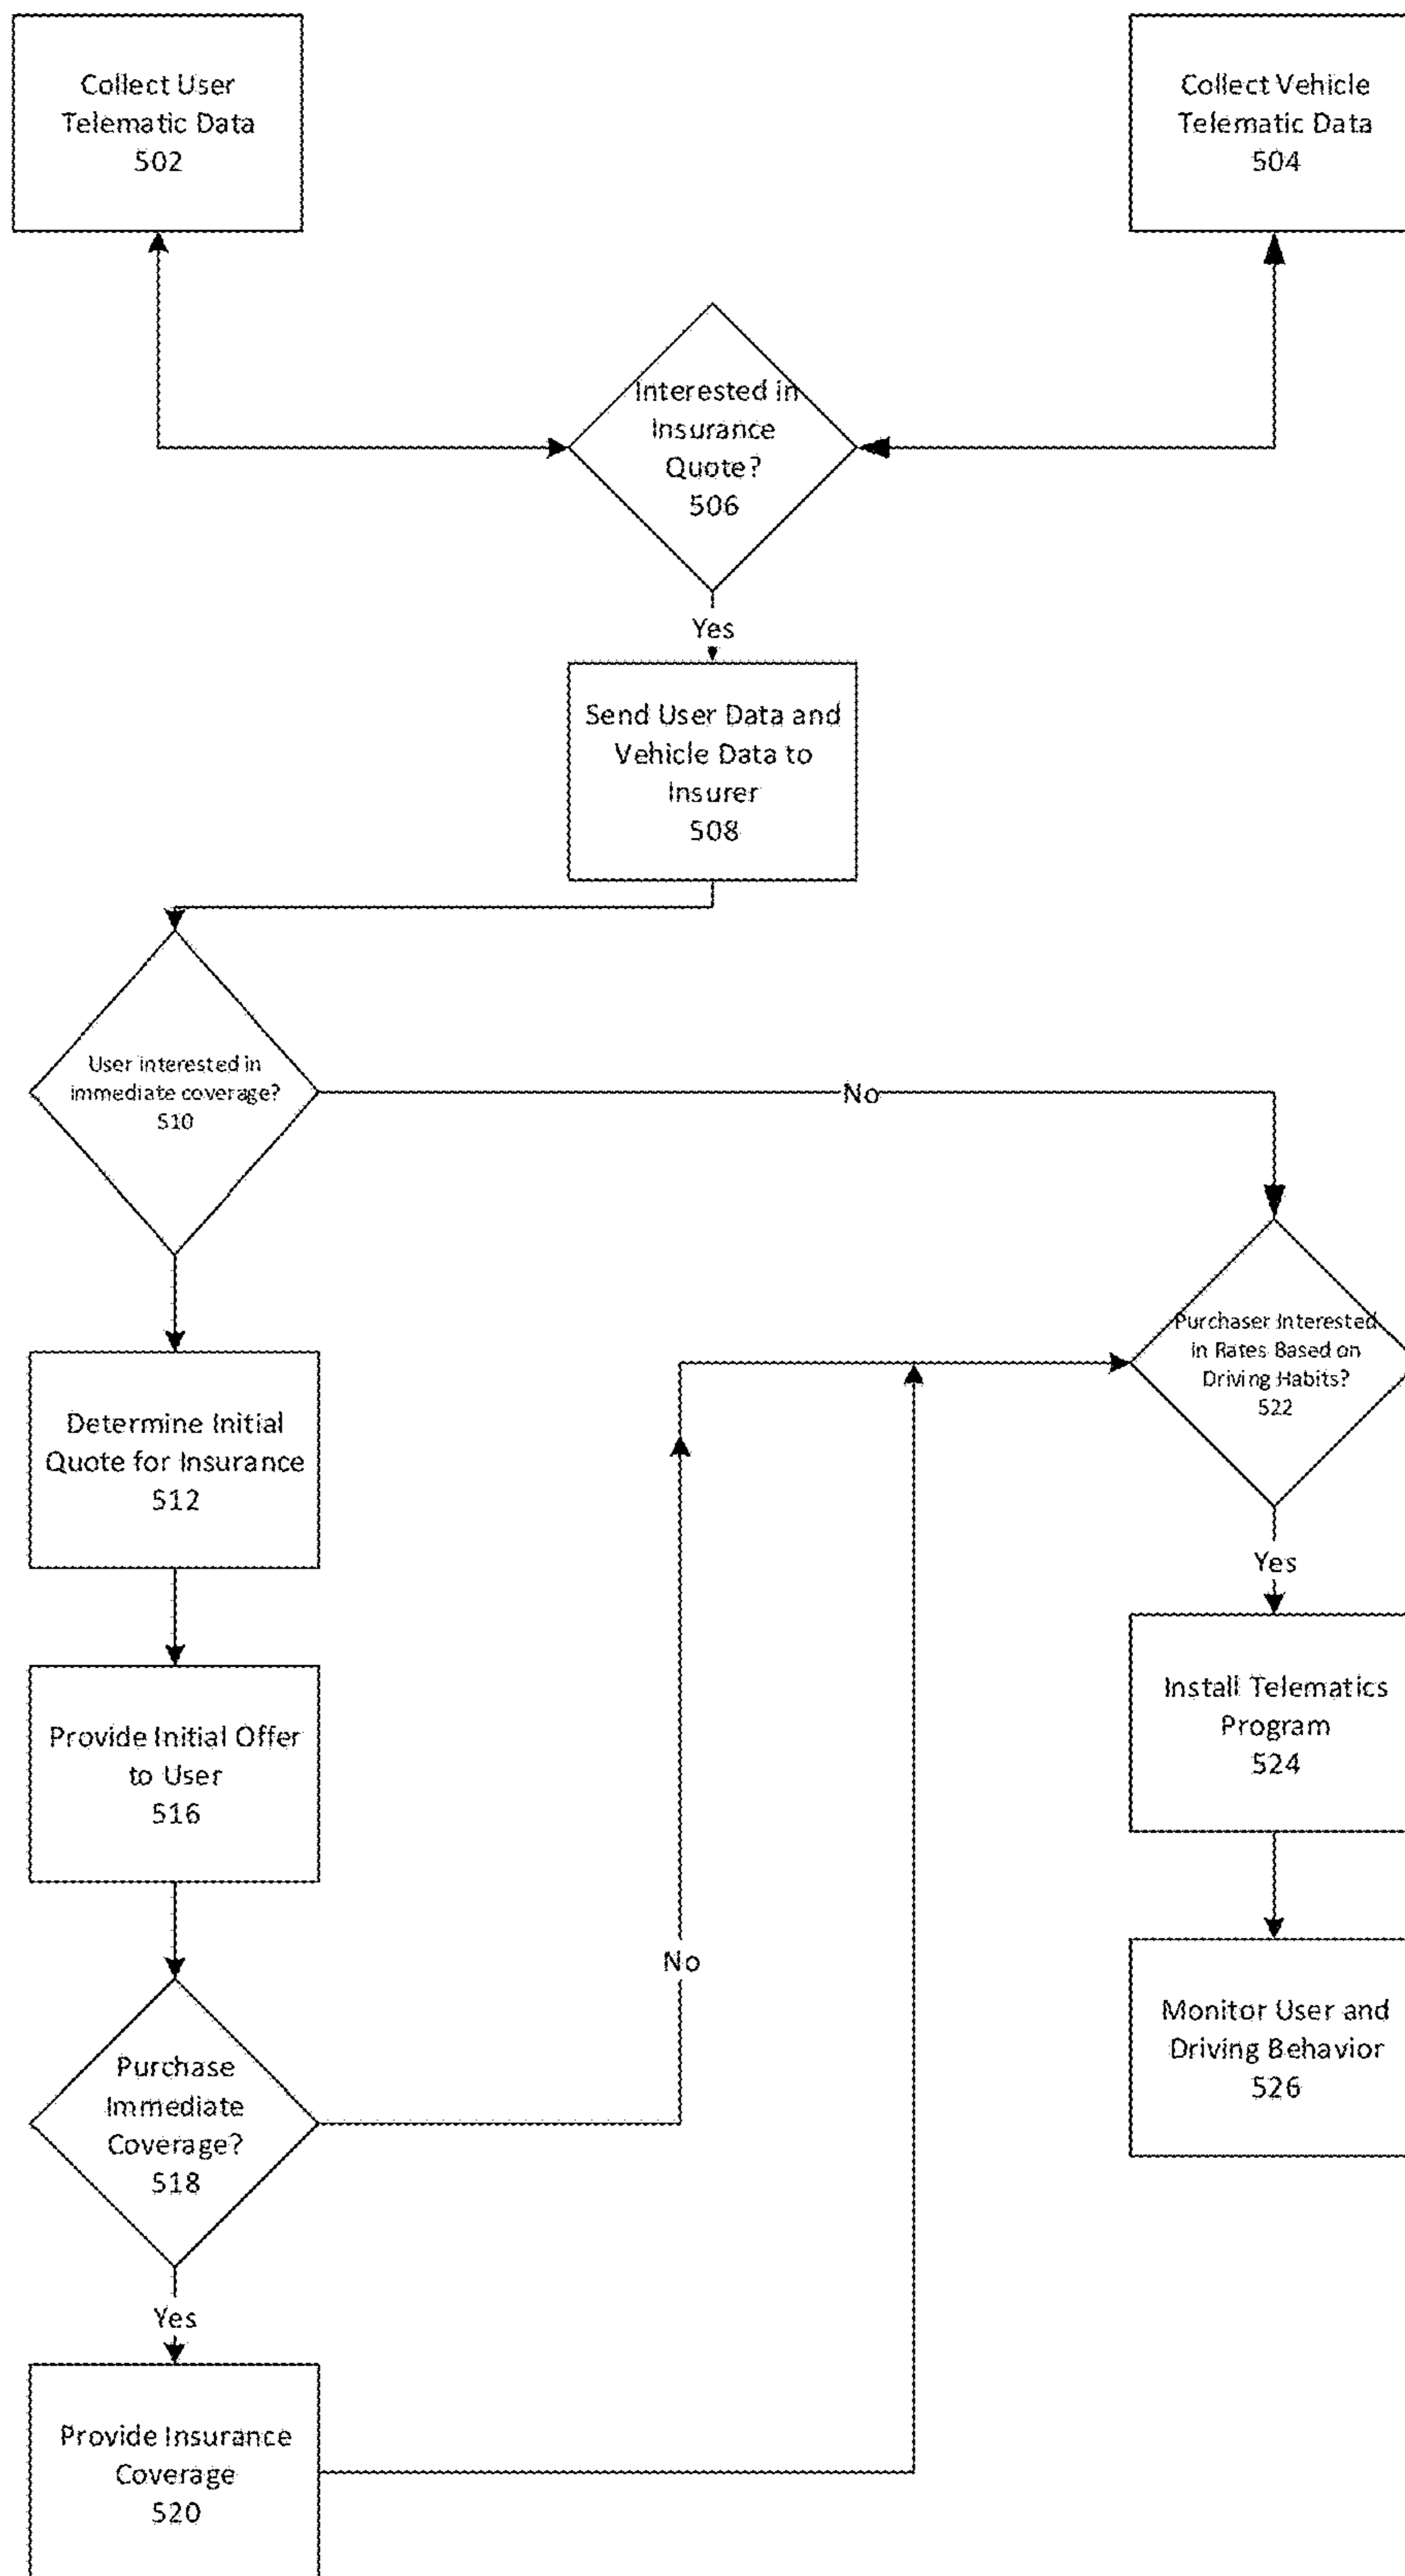 Collect User
Telematic Data
502
Collect Vehicle
Telematic Data
504
Interested in
Insurance
Quote?
506
Yes
Send User Data and
Vehicle Data to
Insurer
508
User interested in
immediate coverage?
510
No
Purchaser Interested
in Rates Based on
Driving Habits?
522
Determine Initial
Quote for Insurance
512
Yes
Install Telematics
Program
524
Provide Initial Offer
to User
516
No
Monitor User and
Driving Behavior
526
Purchase
Immediate
Coverage?
518
Yes
Provide Insurance
Coverage
520